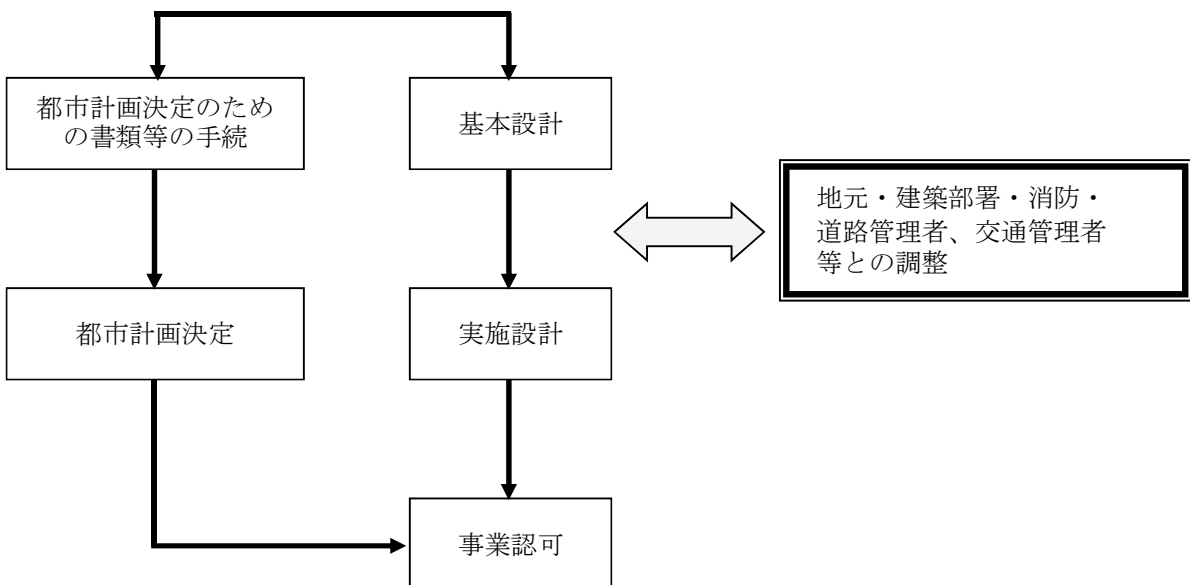 都市計画決定のため
の書類等の手続
基本設計
地元・建築部署・消防・
道路管理者、交通管理者
等との調整
都市計画決定
実施設計
事業認可